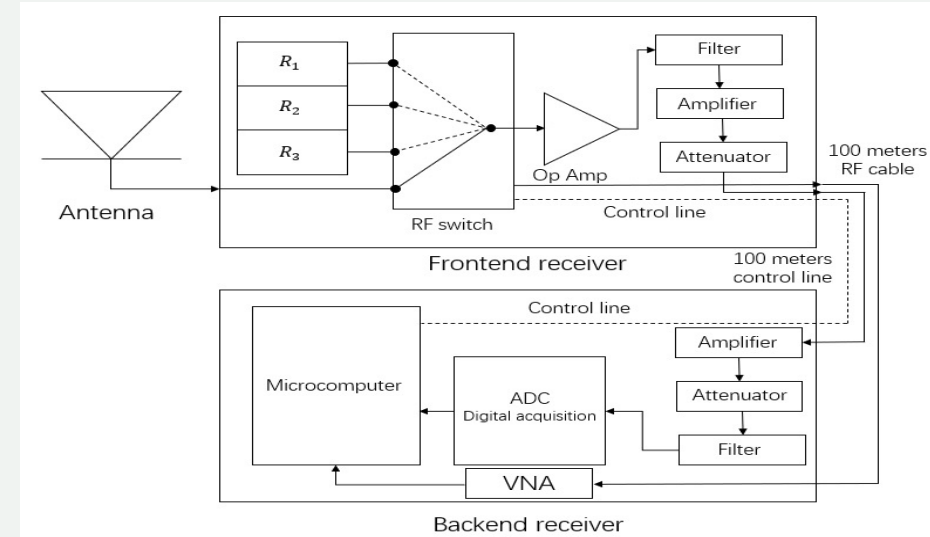 R₁
R₂
R₃
Antenna
RF switch
Op Amp
Filter
Amplifier
Attenuator
Control line
100 meters
RF cable
Frontend receiver
100 meters
control line
Control line
Microcomputer
ADC
Digital acquisition
VNA
Amplifier
Attenuator
Filter
Backend receiver